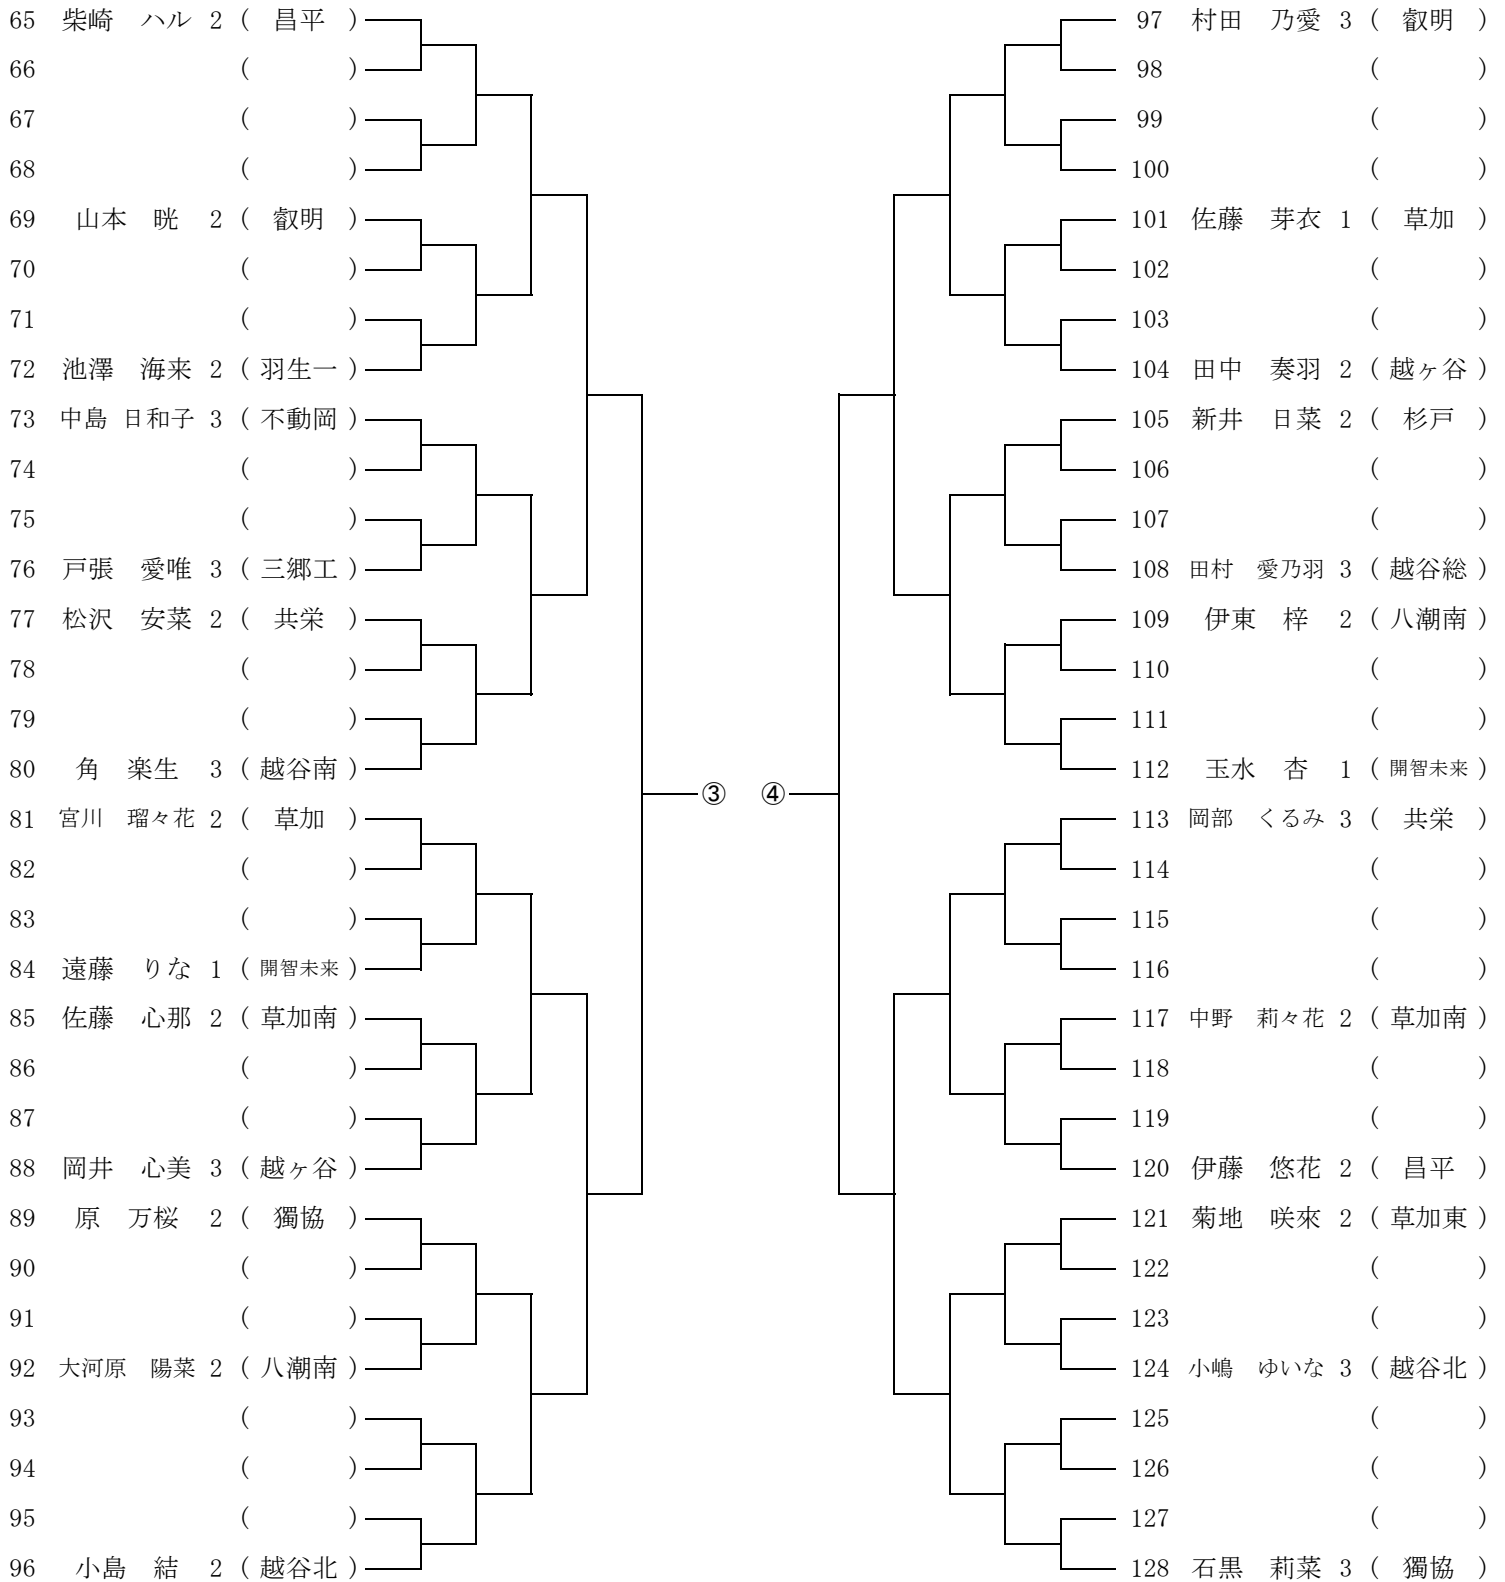 65 柴崎 ハル 2 ( 昌平 )
66 ( )
67 ( )
68 ( )
69 山本 晄 2 ( 叡明 )
70 ( )
71 ( )
72 池澤 海来 2 ( 羽生一 )
73 中島 日和子 3 ( 不動岡 )
74 ( )
75 ( )
76 戸張 愛唯 3 ( 三郷工 )
77 松沢 安菜 2 ( 共栄 )
78 ( )
79 ( )
80 角 楽生 3 ( 越谷南 )
81 宮川 瑠々花 2 ( 草加 )
82 ( )
83 ( )
84 遠藤 りな 1 ( 開智未来 )
85 佐藤 心那 2 ( 草加南 )
86 ( )
87 ( )
88 岡井 心美 3 ( 越ヶ谷 )
89 原 万桜 2 ( 獨協 )
90 ( )
91 ( )
92 大河原 陽菜 2 ( 八潮南 )
93 ( )
94 ( )
95 ( )
96 小島 結 2 ( 越谷北 )
③ ④
97 村田 乃愛 3 ( 叡明 )
98 ( )
99 ( )
100 ( )
101 佐藤 芽衣 1 ( 草加 )
102 ( )
103 ( )
104 田中 奏羽 2 ( 越ヶ谷 )
105 新井 日菜 2 ( 杉戸 )
106 ( )
107 ( )
108 田村 愛乃羽 3 ( 越谷総 )
109 伊東 梓 2 ( 八潮南 )
110 ( )
111 ( )
112 玉水 杏 1 ( 開智未来 )
113 岡部 くるみ 3 ( 共栄 )
114 ( )
115 ( )
116 ( )
117 中野 莉々花 2 ( 草加南 )
118 ( )
119 ( )
120 伊藤 悠花 2 ( 昌平 )
121 菊地 咲來 2 ( 草加東 )
122 ( )
123 ( )
124 小嶋 ゆいな 3 ( 越谷北 )
125 ( )
126 ( )
127 ( )
128 石黒 莉菜 3 ( 獨協 )